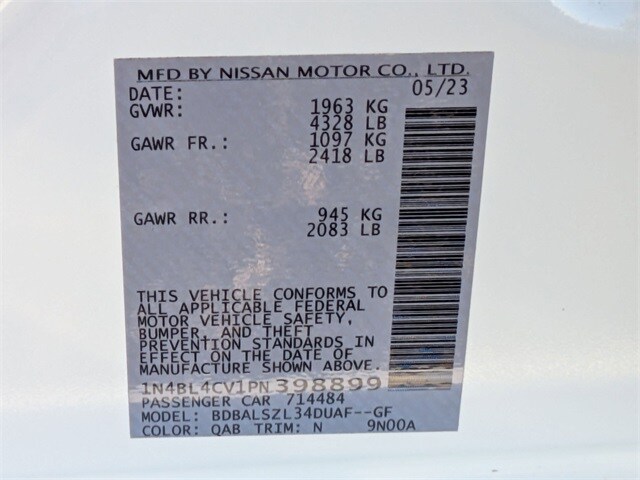 MFD BY NISSAN MOTOR CO., LTD.
DATE: 05/23
GVWR: 1963 KG
4328 LB
GAWR FR.: 1097 KG
2418 LB
GAWR RR.: 945 KG
2083 LB
THIS VEHICLE CONFORMS TO
ALL APPLICABLE FEDERAL
MOTOR VEHICLE SAFETY,
BUMPER, AND THEFT
PREVENTION STANDARDS IN
EFFECT ON THE DATE OF
MANUFACTURE SHOWN ABOVE.
1N4BL4CV1PN398899
PASSENGER CAR 714484
MODEL: BDBALSZL34DUAF--GF
COLOR: QAB TRIM: N 9N00A